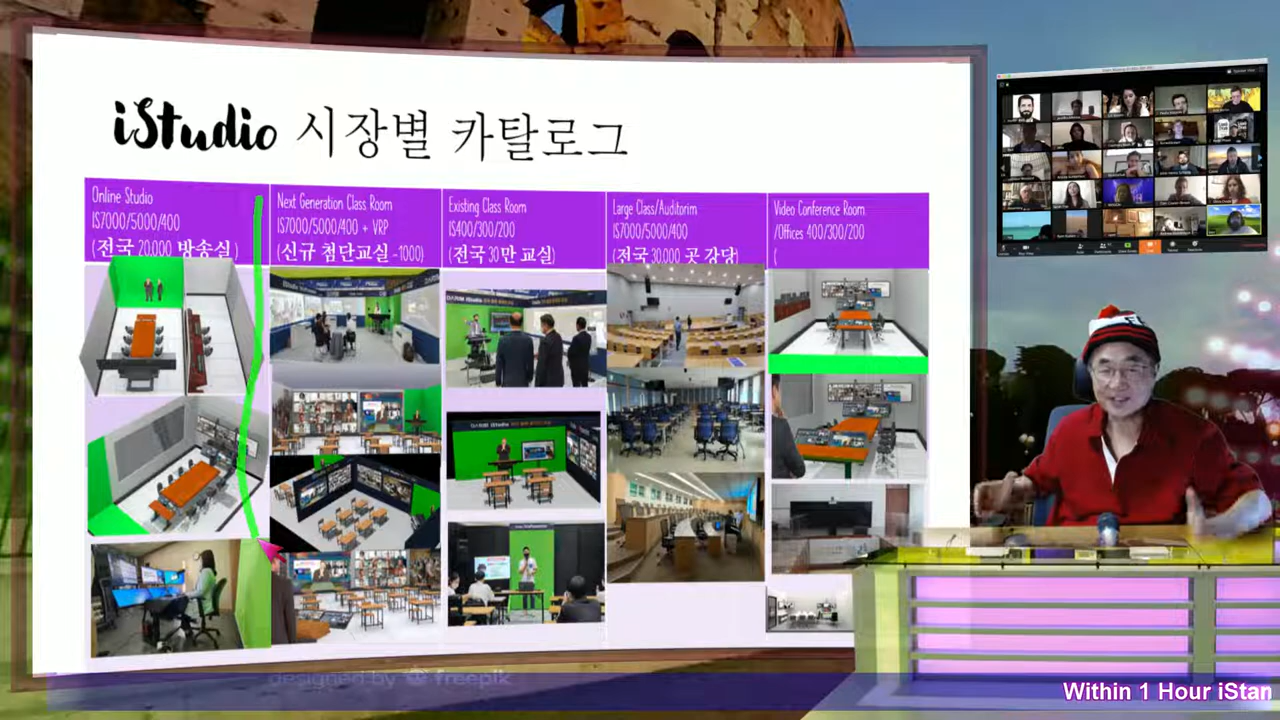 iStudio 시장별 카탈로그
Online Studio
IS7000/5000/400
(전국 20,000 방송실)
Next Generation Class Room
IS7000/5000/400 + VRP
(신규 첨단교실 -1000)
Existing Class Room
IS400/300/200
(전국 30만 교실)
Large Class/Auditorim
IS7000/5000/400
(전국 30,000 곳 강당)
Video Conference Room
/Offices 400/300/200
(
designed by freepik
Within 1 Hour iStan